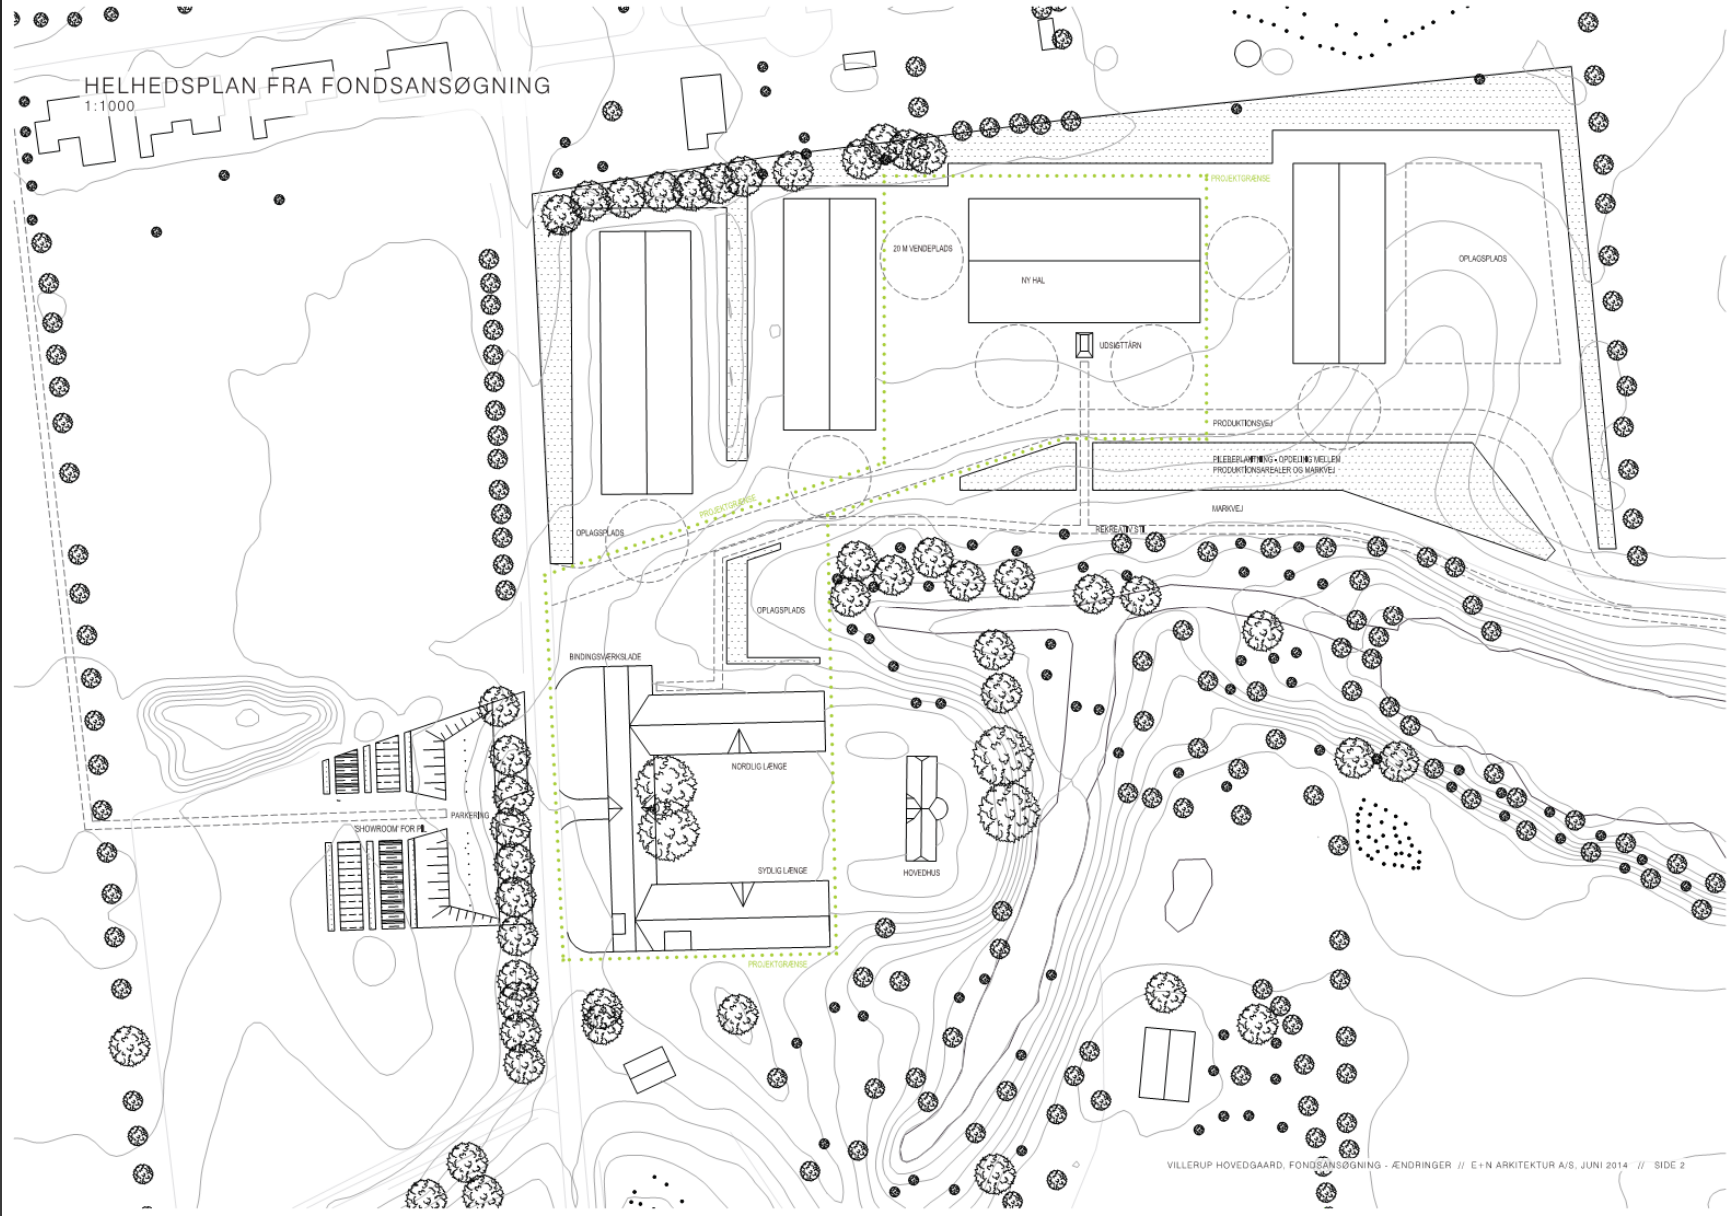 HELHEDSPLAN FRA FONDSANSØGNING
1:1000
PROJEKTGRÆNSE
20 M VENDEPLADS
OPLAGSPLADS
NY HAL
UDSIGTTÅRN
PRODUKTIONSVEJ
PILEBEPLANTNING - OPDELING MELLEM
PRODUKTIONSAREALER OG MARKVEJ
PROJEKTGRÆNSE
MARKVEJ
OPLAGSPLADS
REKREATIV STI
OPLAGSPLADS
BINDINGSVÆRKSLADE
NORDLIG LÆNGE
PARKERING
'SHOWROOM' FOR PIL
SYDLIG LÆNGE
HOVEDHUS
PROJEKTGRÆNSE
VILLERUP HOVEDGAARD, FONDSANSØGNING - ÆNDRINGER // E+N ARKITEKTUR A/S, JUNI 2014 // SIDE 2